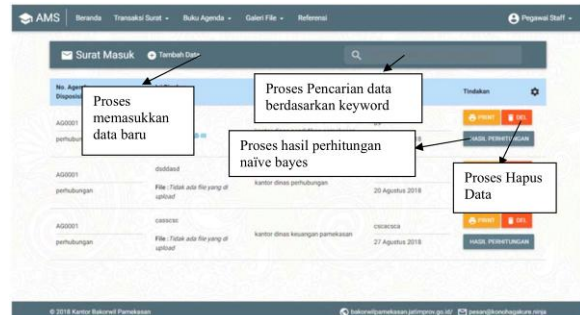 AMS Beranda Transaksi Surat Buku Agenda Galeri File Referensi Pegawai Staff
Surat Masuk Tambah Data
No. Agenda
Disposisi
Tindakan
Proses
memasukkan
data baru
Proses Pencarian data
berdasarkan keyword
Proses hasil perhitungan
naïve bayes
Proses Hapus
Data
AG0001
perhubungan
PRINT DEL
HASIL PERHITUNGAN
AG0001
perhubungan
dsddasd
File : Tidak ada file yang di
upload
kantor dinas perhubungan
20 Agustus 2018
AG0001
perhubungan
casscsc
File : Tidak ada file yang di
upload
kantor dinas keuangan pamekasan
cscacsca
27 Agustus 2018
PRINT DEL
HASIL PERHITUNGAN
© 2018 Kantor Bakorwil Pamekasan
bakorwilpamekasan.jatimprov.go.id/ pesan@konohagakure.ninja